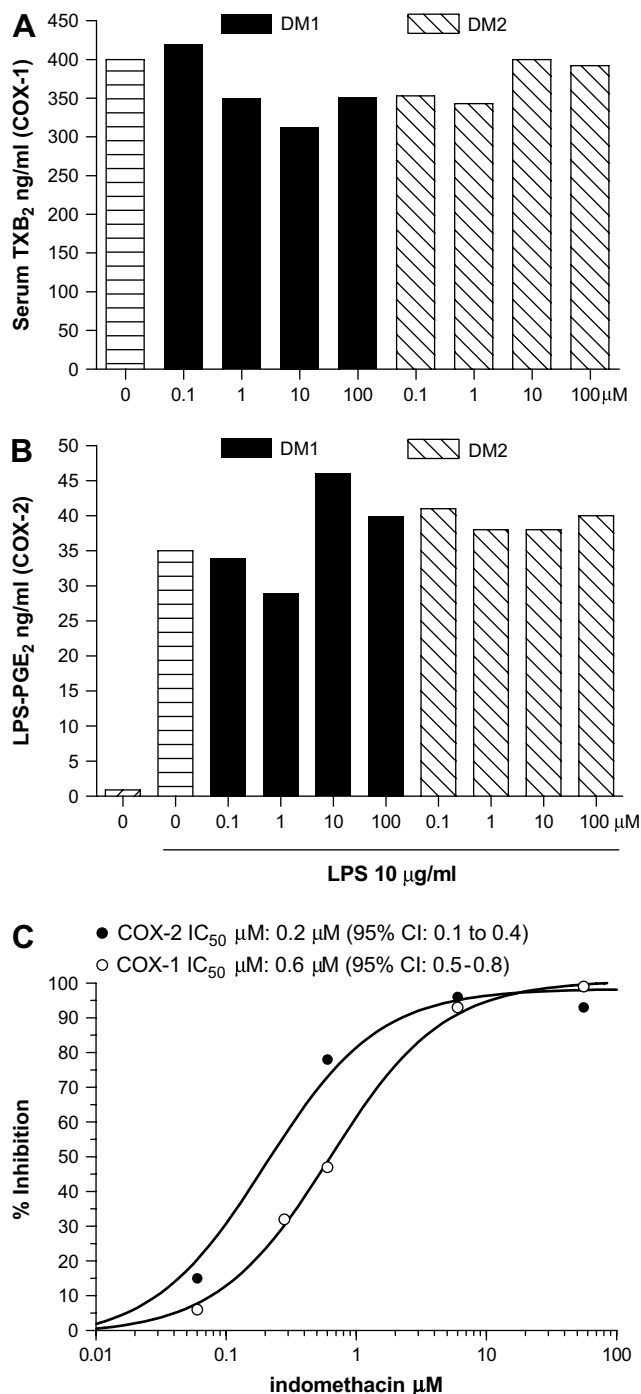 A
DM1 DM2
450
400
350
300
250
200
150
100
50
0
Serum TXB₂ ng/ml (COX-1)
0 0.1 1 10 100 0.1 1 10 100 μM
B
DM1 DM2
50
45
40
35
30
25
20
15
10
5
0
LPS-PGE₂ ng/ml (COX-2)
0 0 0.1 1 10 100 0.1 1 10 100 μM
LPS 10 μg/ml
C
● COX-2 IC₅₀ μM: 0.2 μM (95% CI: 0.1 to 0.4)
○ COX-1 IC₅₀ μM: 0.6 μM (95% CI: 0.5-0.8)
100
90
80
70
60
50
40
30
20
10
0
% Inhibition
0.01 0.1 1 10 100
indomethacin μM